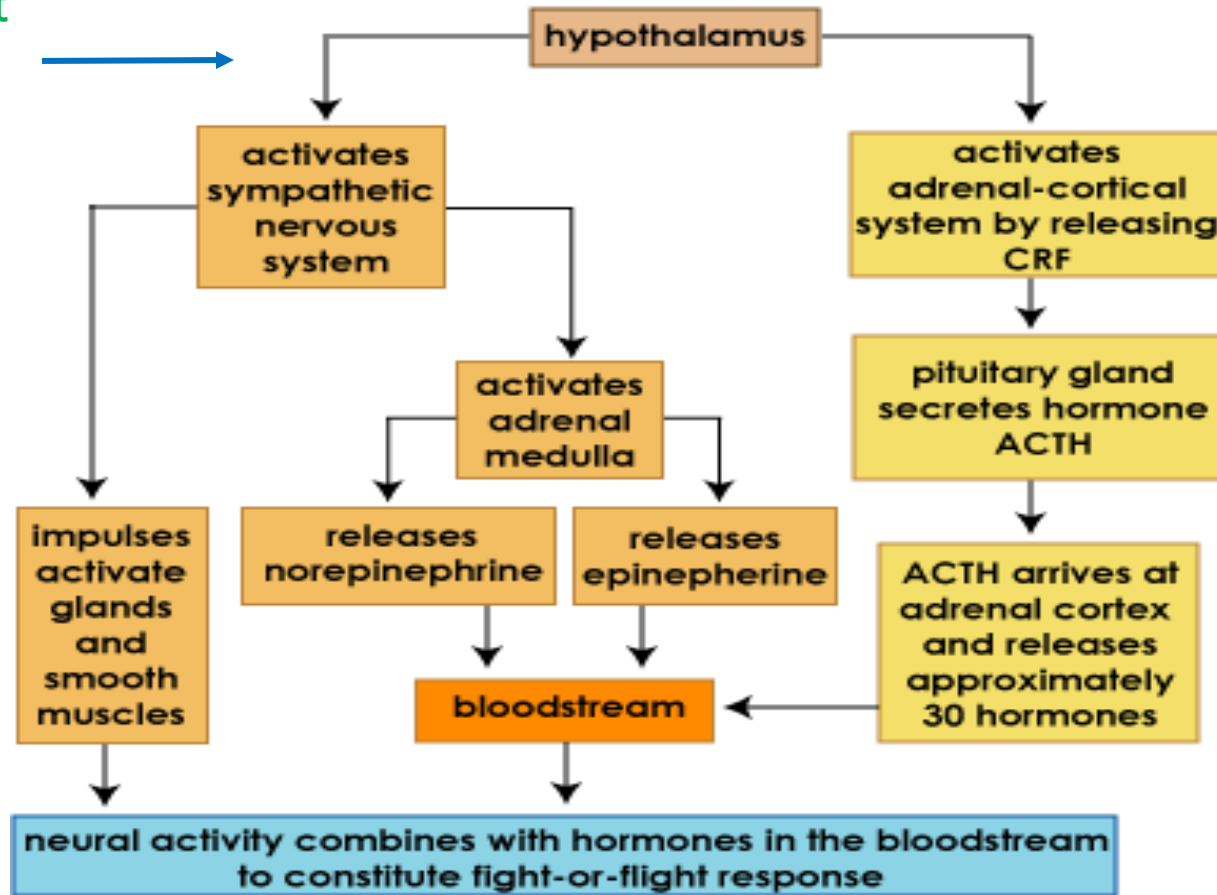 t
hypothalamus
activates
sympathetic
nervous
system
activates
adrenal-cortical
system by releasing
CRF
activates
adrenal
medulla
pituitary gland
secretes hormone
ACTH
impulses
activate
glands
and
smooth
muscles
releases
norepinephrine
releases
epinepherine
ACTH arrives at
adrenal cortex
and releases
approximately
30 hormones
bloodstream
neural activity combines with hormones in the bloodstream
to constitute fight-or-flight response